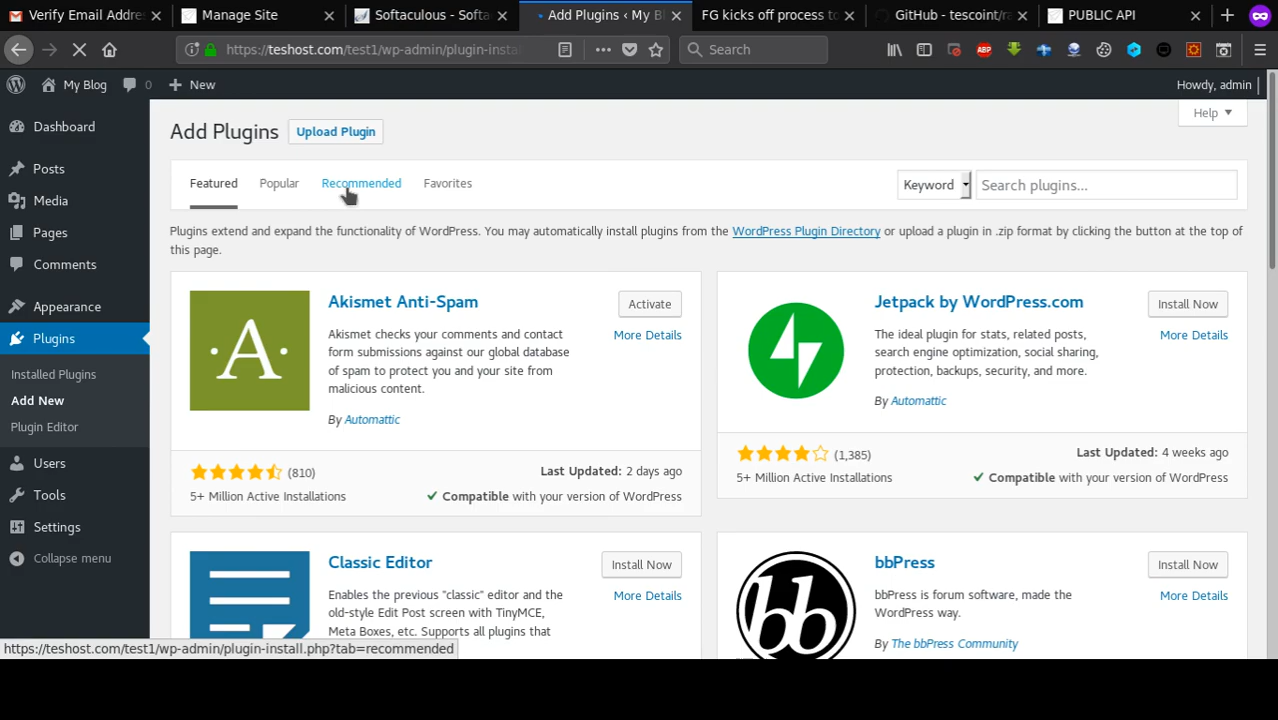 Verify Email Addres
Manage Site
Softaculous - Softa
Add Plugins ‹ My Bl
FG kicks off process to
GitHub - tescoint/ra
PUBLIC API
https://teshost.com/test1/wp-admin/plugin-insta
Search
ABP
My Blog
0
New
Howdy, admin
Dashboard
Posts
Media
Pages
Comments
Appearance
Plugins
Installed Plugins
Add New
Plugin Editor
Users
Tools
Settings
Collapse menu
Help
Add Plugins
Upload Plugin
Featured
Popular
Recommended
Favorites
Keyword
Search plugins...
Plugins extend and expand the functionality of WordPress. You may automatically install plugins from the WordPress Plugin Directory or upload a plugin in .zip format by clicking the button at the top of
this page.
A
Akismet Anti-Spam
Activate
More Details
Akismet checks your comments and contact
form submissions against our global database
of spam to protect you and your site from
malicious content.
By Automattic
(810)
5+ Million Active Installations
Last Updated: 2 days ago
Compatible with your version of WordPress
Jetpack by WordPress.com
Install Now
More Details
The ideal plugin for stats, related posts,
search engine optimization, social sharing,
protection, backups, security, and more.
By Automattic
(1,385)
5+ Million Active Installations
Last Updated: 4 weeks ago
Compatible with your version of WordPress
Classic Editor
Install Now
More Details
Enables the previous "classic" editor and the
old-style Edit Post screen with TinyMCE,
Meta Boxes, etc. Supports all plugins that
bb
bbPress
Install Now
More Details
bbPress is forum software, made the
WordPress way.
By The bbPress Community
https://teshost.com/test1/wp-admin/plugin-install.php?tab=recommended